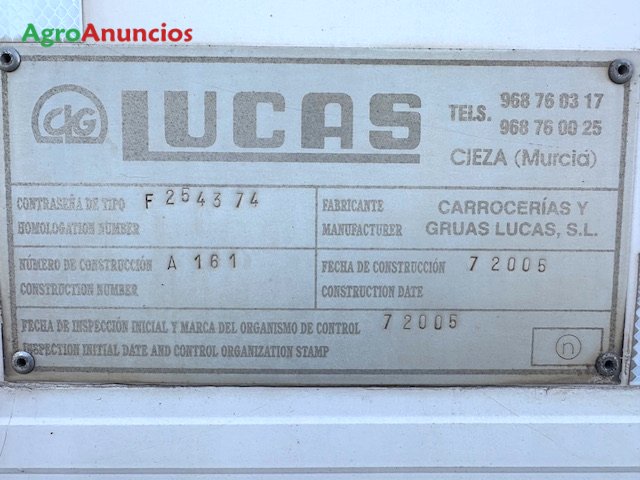 AgroAnuncios
CIG
LUCAS
TELS. 968 76 03 17
968 76 00 25
CIEZA (Murcia)
CONTRASEÑA DE TIPO F 2543 74
HOMOLOGATION NUMBER
FABRICANTE
MANUFACTURER
CARROCERÍAS Y
GRUAS LUCAS, S.L.
NÚMERO DE CONSTRUCCIÓN A 161
CONSTRUCTION NUMBER
FECHA DE CONSTRUCCIÓN 7 2005
CONSTRUCTION DATE
FECHA DE INSPECCIÓN INICIAL Y MARCA DEL ORGANISMO DE CONTROL 7 2005
INSPECTION INITIAL DATE AND CONTROL ORGANIZATION STAMP
n